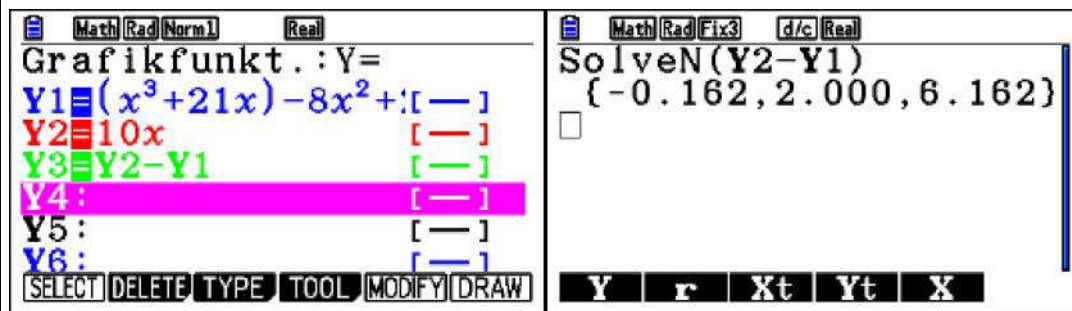 Math Rad Norm1 Real
Grafikfunkt.:Y=
Y1=(x³+21x)-8x²+
Y2=10x
Y3=Y2-Y1
Y4:
Y5:
Y6:
SELECT DELETE TYPE TOOL MODIFY DRAW
Math Rad Fix3 d/c Real
SolveN(Y2-Y1)
{-0.162,2.000,6.162}
Y r Xt Yt X